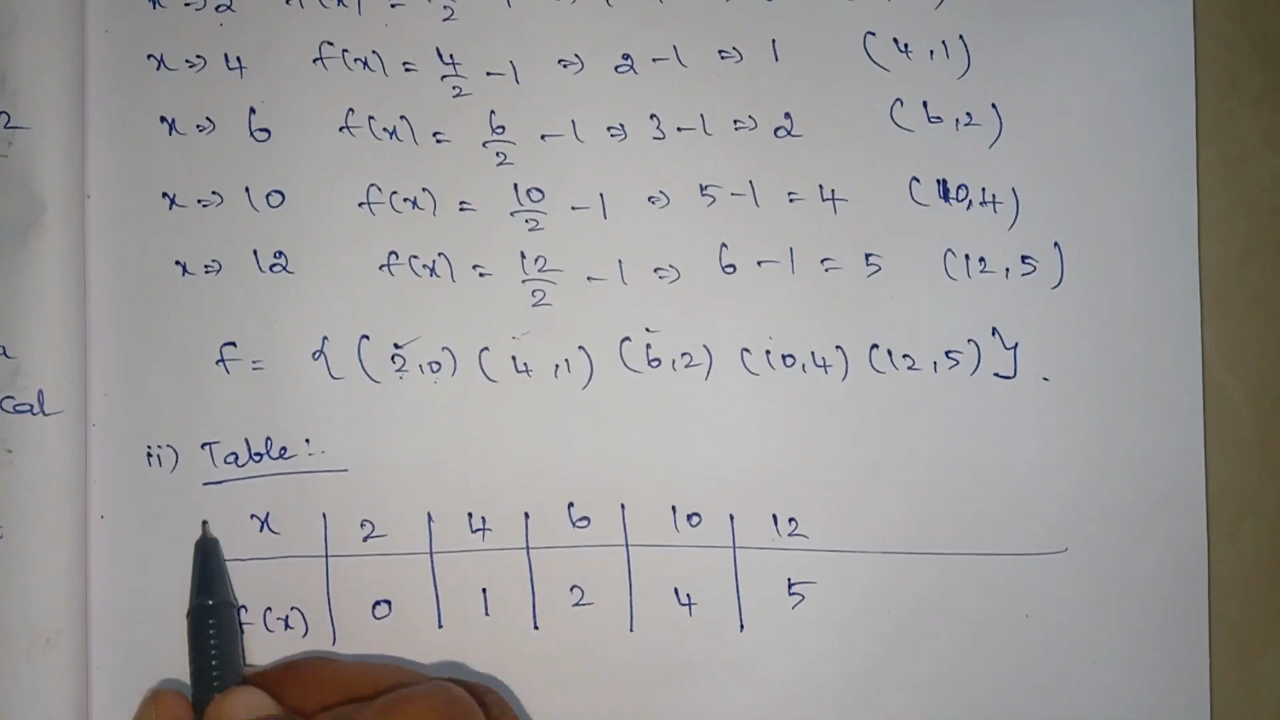 x ⇒ 2 f(x) = 2
x ⇒ 4 f(x) = 4/2 - 1 ⇒ 2 - 1 ⇒ 1 (4,1)
x ⇒ 6 f(x) = 6/2 - 1 ⇒ 3 - 1 ⇒ 2 (6,2)
x ⇒ 10 f(x) = 10/2 - 1 ⇒ 5 - 1 = 4 (10,4)
x ⇒ 12 f(x) = 12/2 - 1 ⇒ 6 - 1 = 5 (12,5)
f = {(2,0) (4,1) (6,2) (10,4) (12,5)}.
cal
ii) Table:-
x | 2 | 4 | 6 | 10 | 12
f(x) | 0 | 1 | 2 | 4 | 5